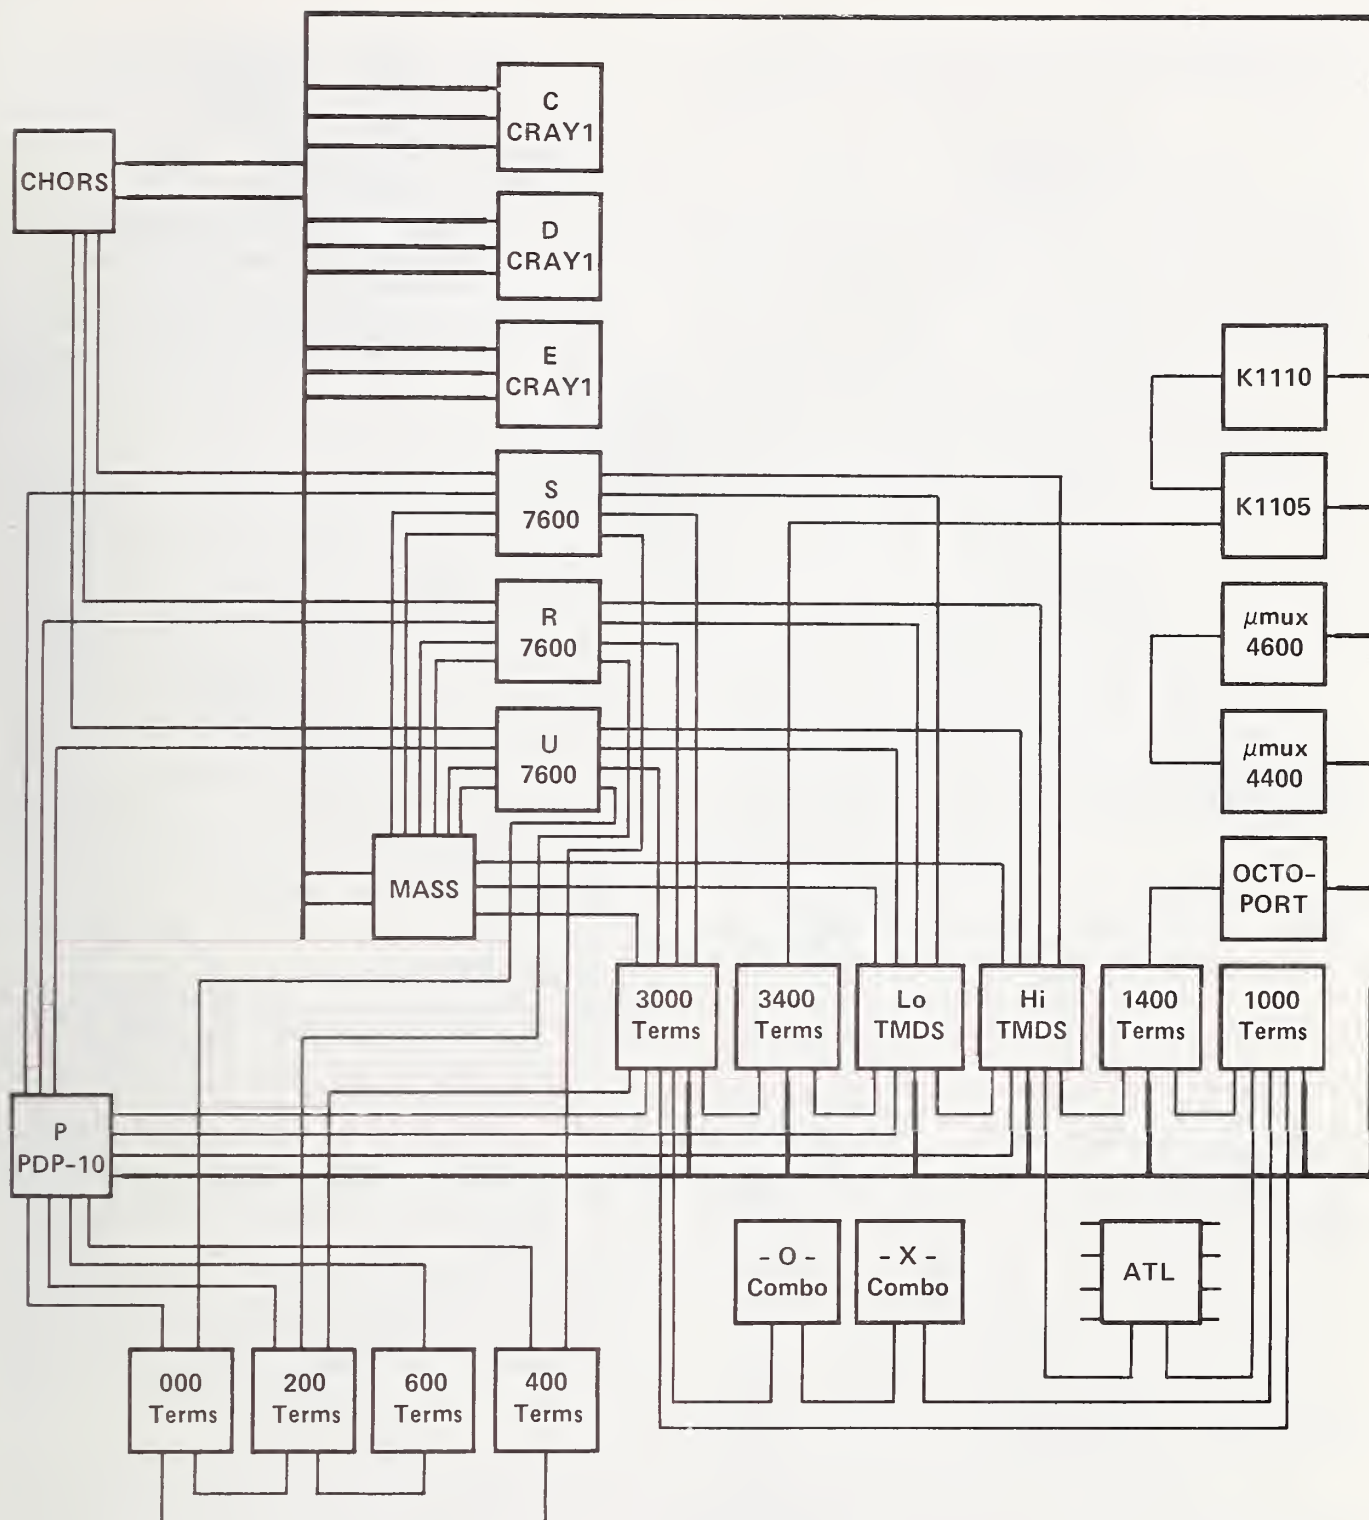 C
CRAY1
CHORS
D
CRAY1
E
CRAY1
K1110
S
7600
K1105
R
7600
μmux
4600
U
7600
μmux
4400
MASS
OCTO-
PORT
3000
Terms
3400
Terms
Lo
TMDS
Hi
TMDS
1400
Terms
1000
Terms
P
PDP-10
- O -
Combo
- X -
Combo
ATL
000
Terms
200
Terms
600
Terms
400
Terms